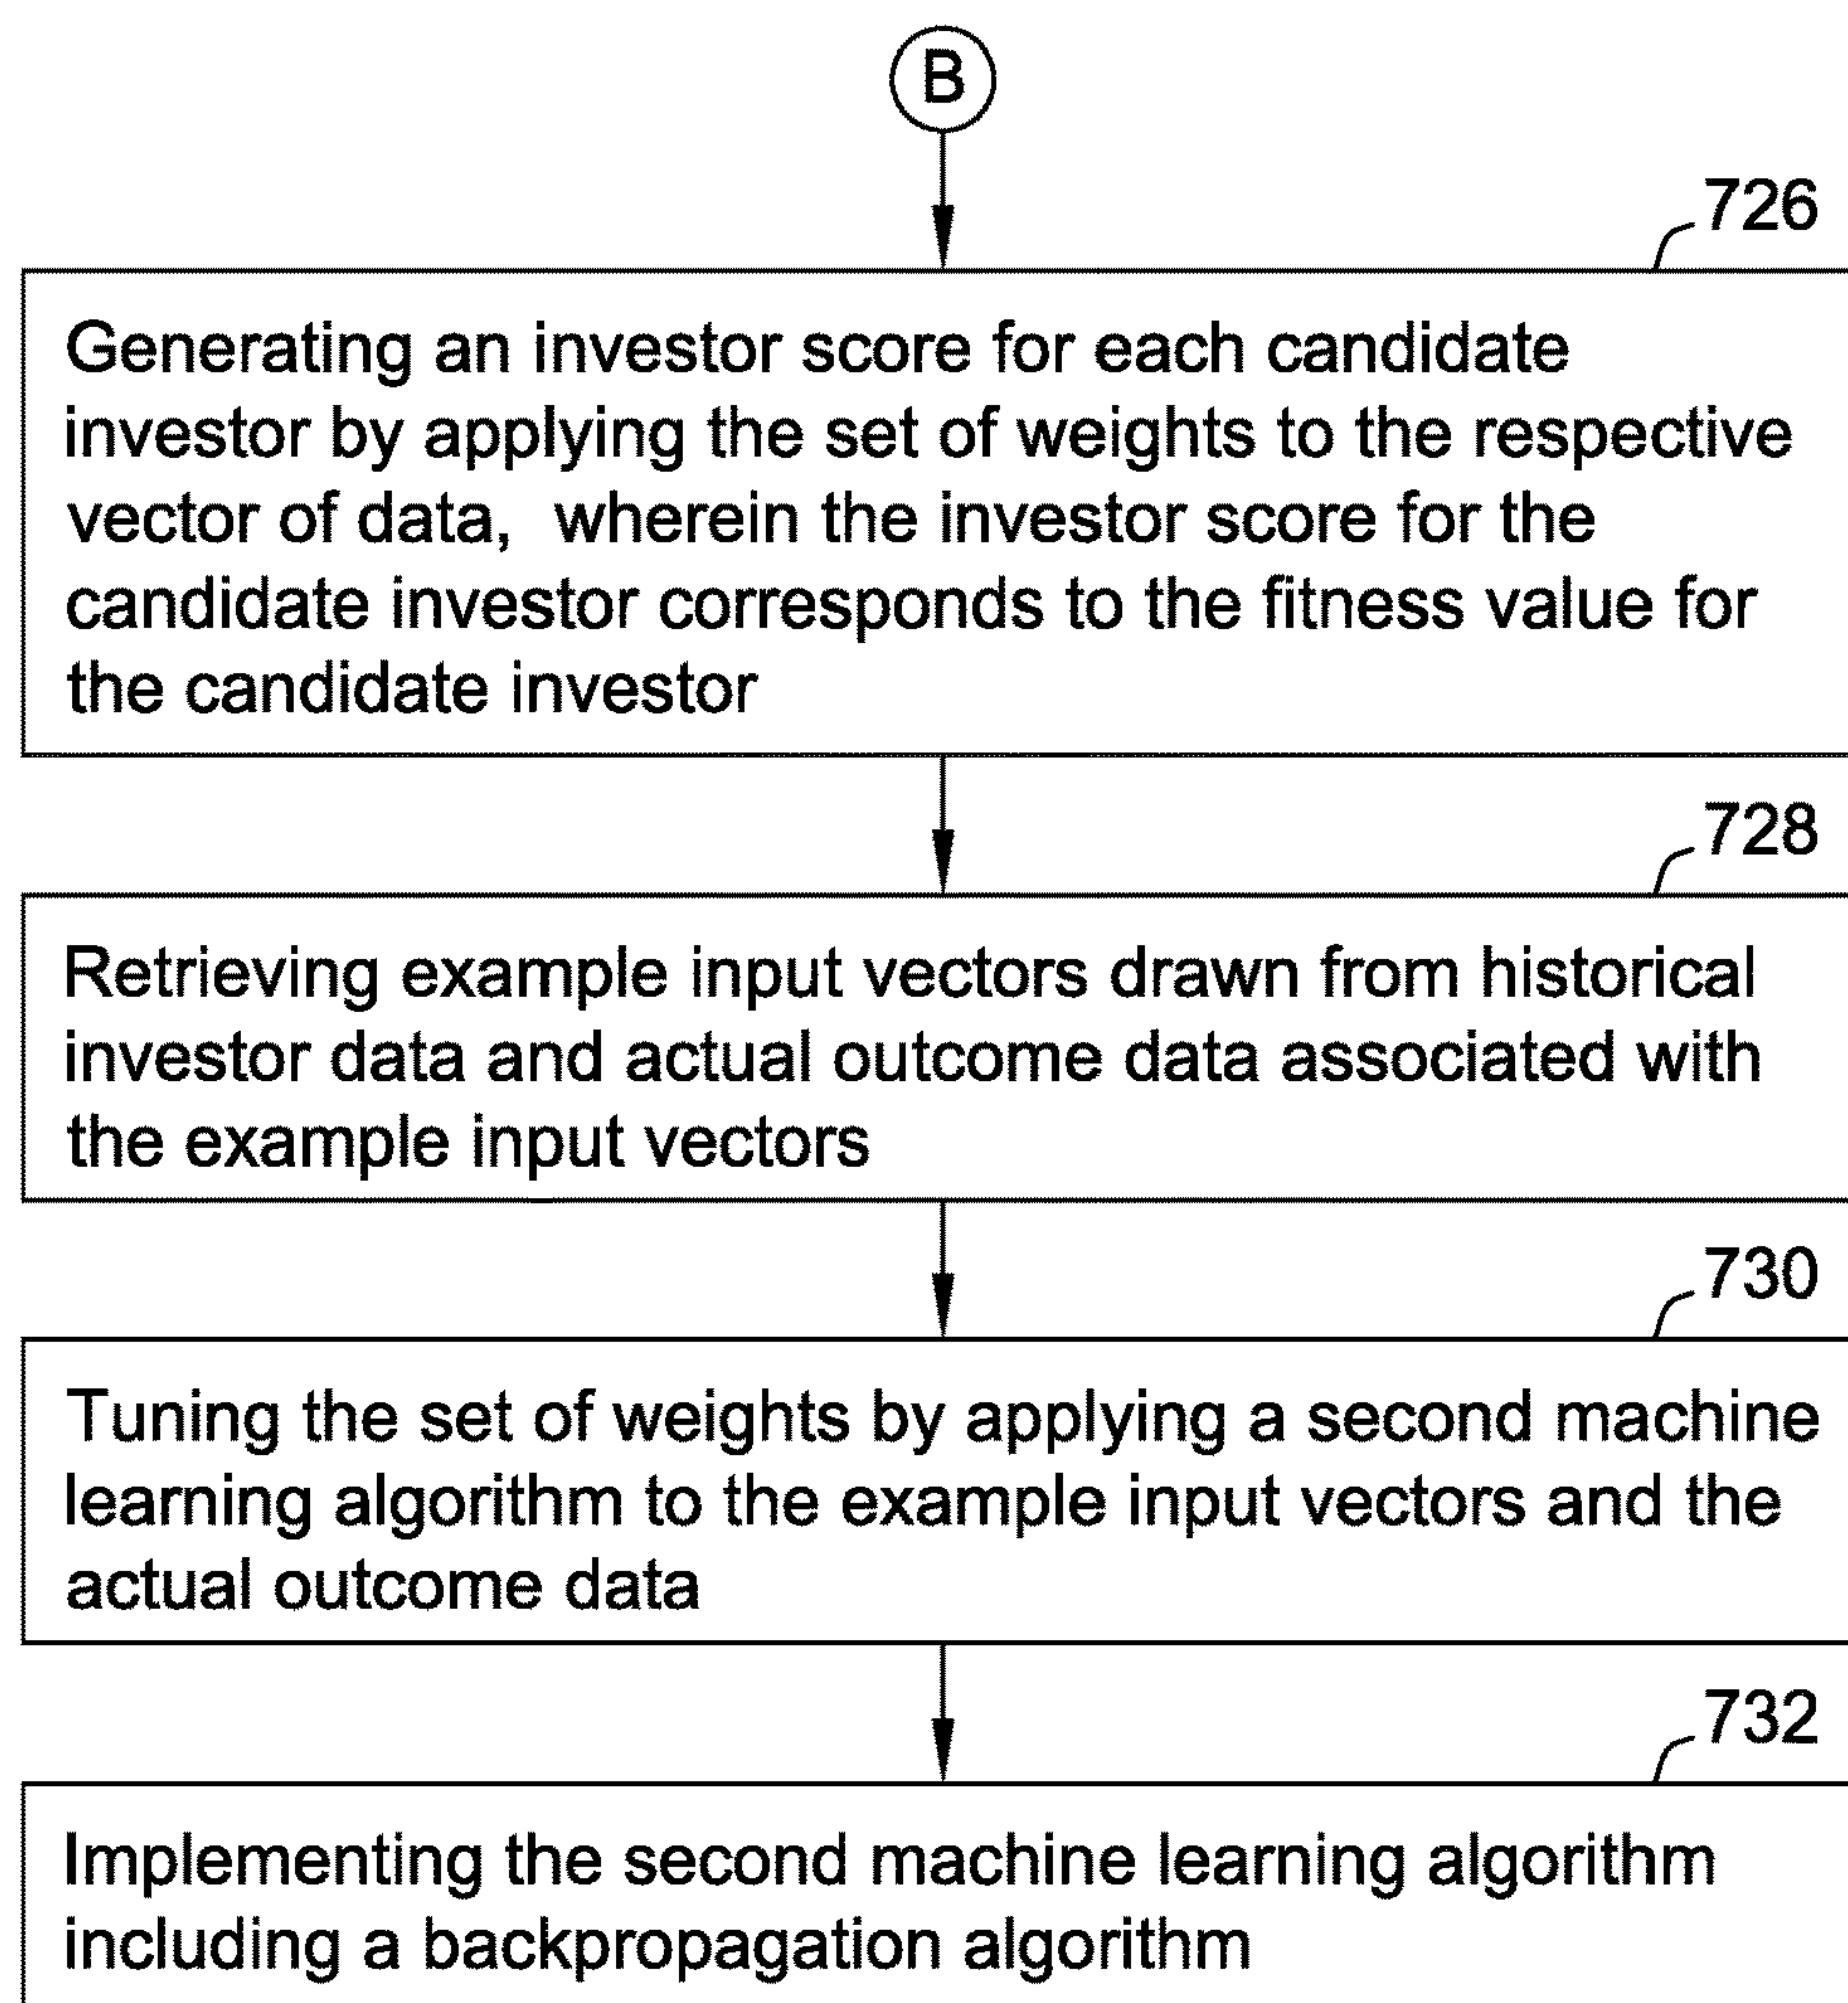 B
726
Generating an investor score for each candidate
investor by applying the set of weights to the respective
vector of data, wherein the investor score for the
candidate investor corresponds to the fitness value for
the candidate investor
728
Retrieving example input vectors drawn from historical
investor data and actual outcome data associated with
the example input vectors
730
Tuning the set of weights by applying a second machine
learning algorithm to the example input vectors and the
actual outcome data
732
Implementing the second machine learning algorithm
including a backpropagation algorithm